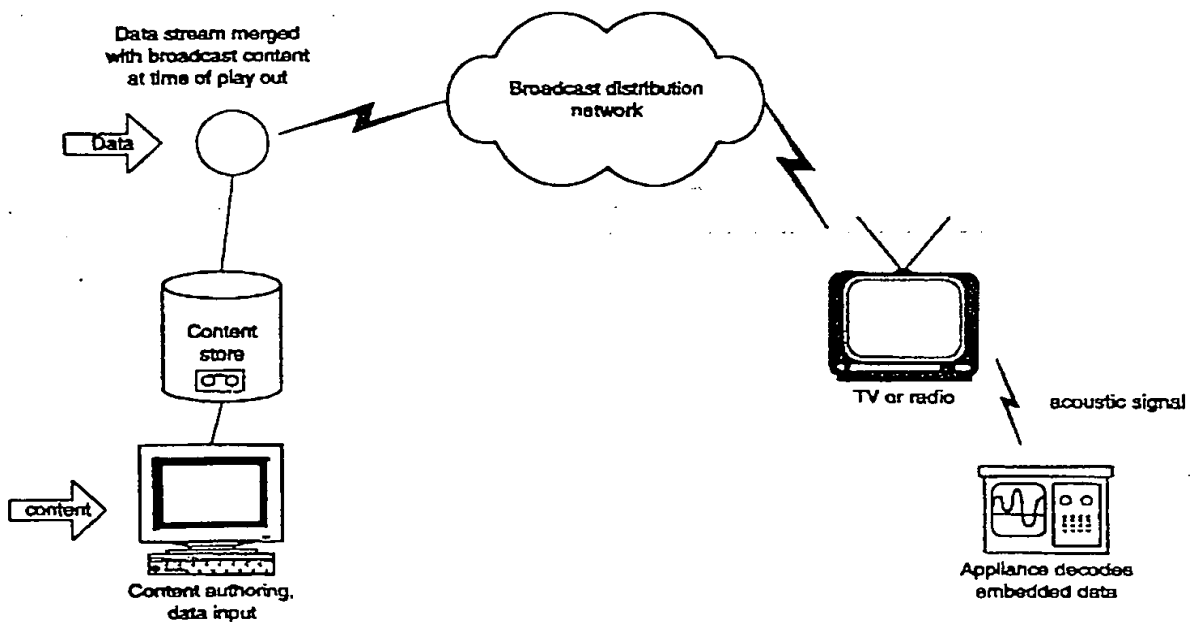 Data stream merged
with broadcast content
at time of play out
Data
Broadcast distribution
network
Content
store
content
Content authoring,
data input
TV or radio
acoustic signal
Appliance decodes
embedded data